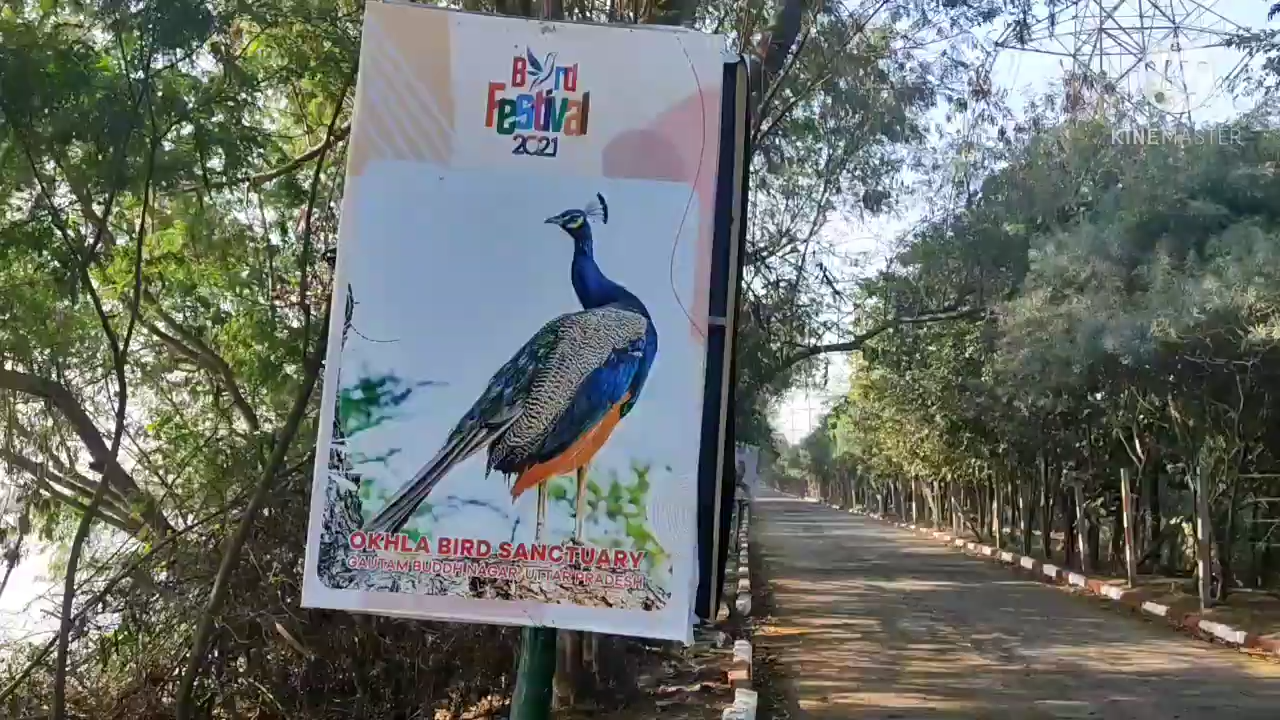 Bird
Festival
2021
KINEMASTER
OKHLA BIRD SANCTUARY
GAUTAM BUDDH NAGAR, UTTAR PRADESH